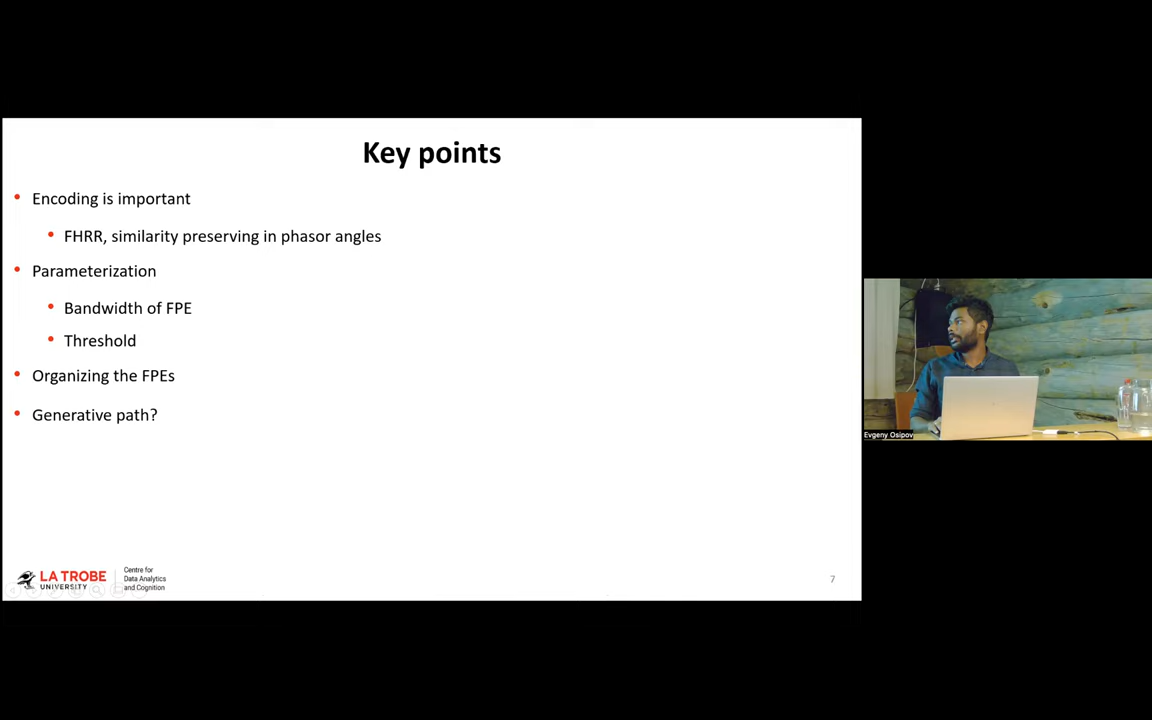 Key points
Encoding is important
FHRR, similarity preserving in phasor angles
Parameterization
Bandwidth of FPE
Threshold
Organizing the FPEs
Generative path?
LA TROBE
UNIVERSITY
Centre for
Data Analytics
and Cognition
7
Evgeny Osipov